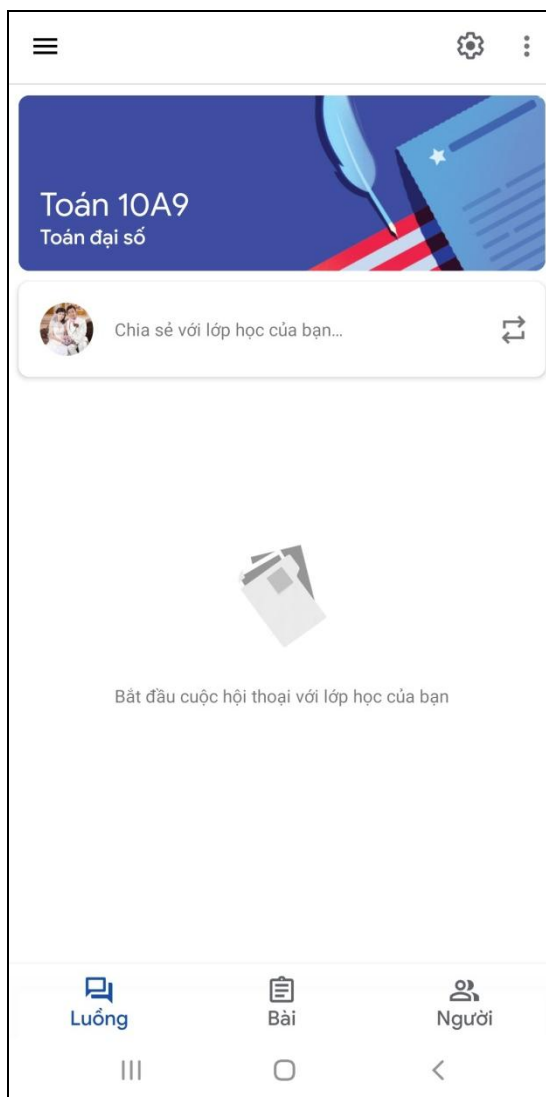 Toán 10A9
Toán đại số
Chia sẻ với lớp học của bạn...
Bắt đầu cuộc hội thoại với lớp học của bạn
Luồng
Bài
Người